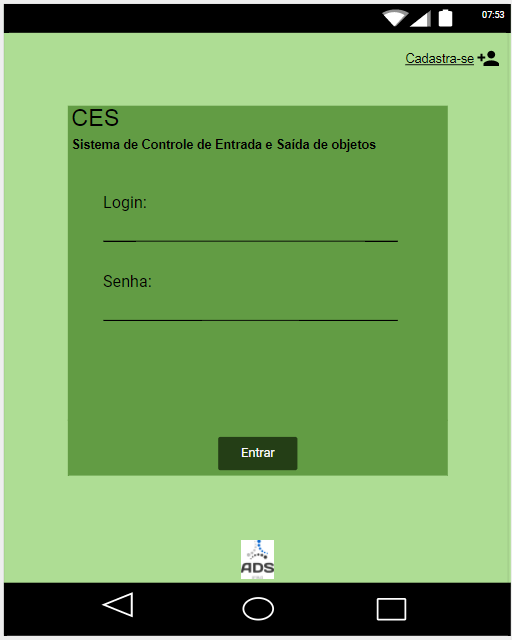 07:53
Cadastra-se
CES
Sistema de Controle de Entrada e Saída de objetos
Login:
Senha:
Entrar
ADS